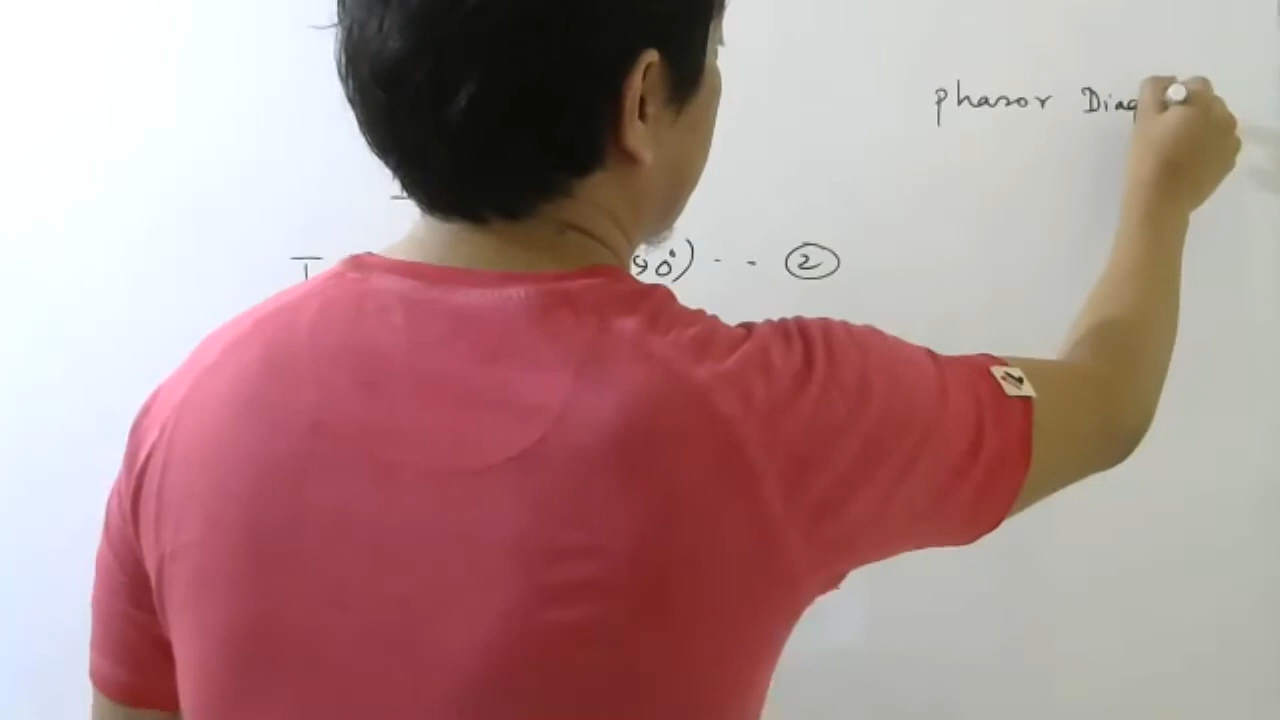 phasor Diag
I 90°) - - ②